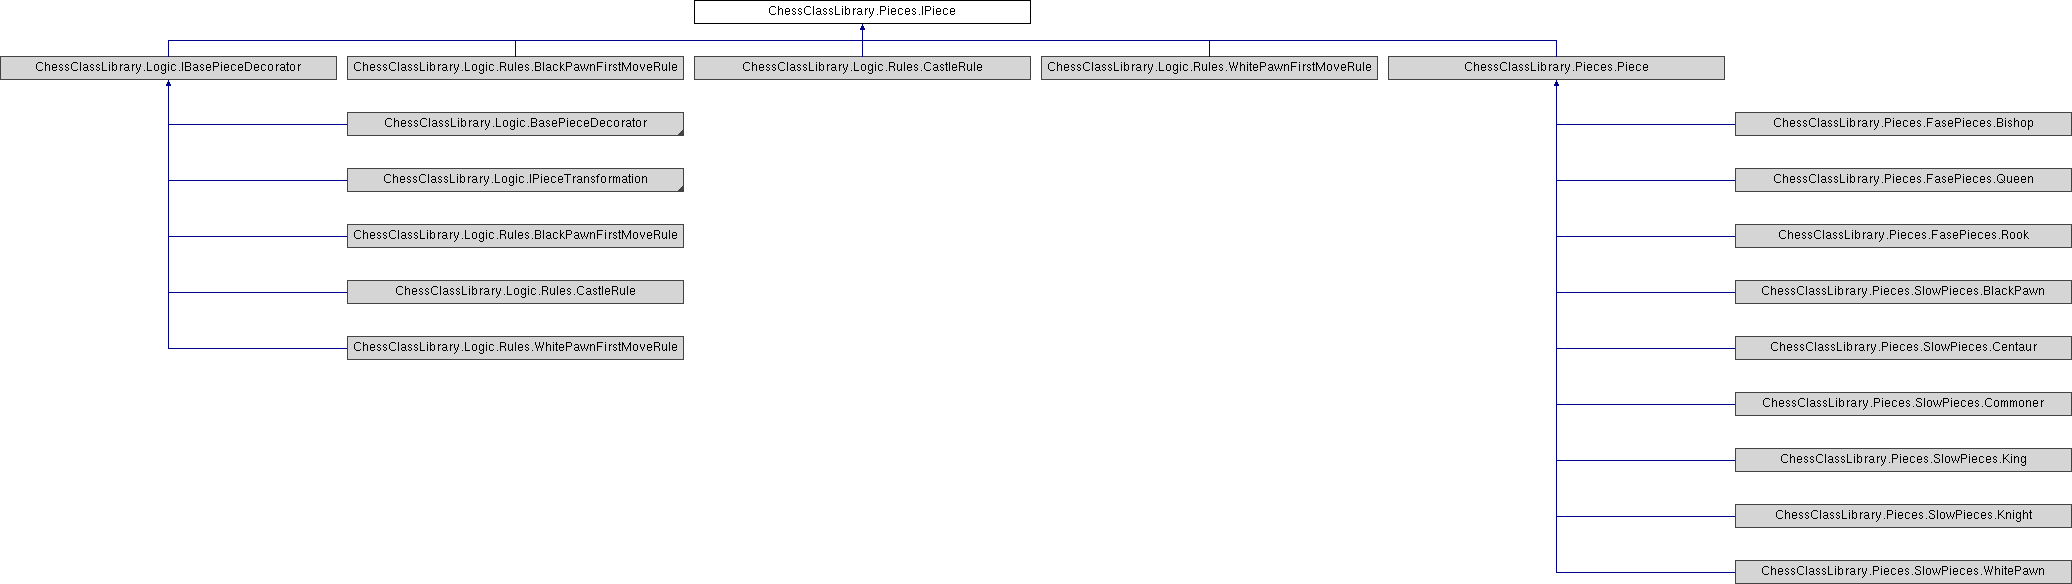 ChessClassLibrary.Pieces.IPiece
ChessClassLibrary.Logic.IBasePieceDecorator
ChessClassLibrary.Logic.Rules.BlackPawnFirstMoveRule
ChessClassLibrary.Logic.Rules.CastleRule
ChessClassLibrary.Logic.Rules.WhitePawnFirstMoveRule
ChessClassLibrary.Pieces.Piece
ChessClassLibrary.Logic.BasePieceDecorator
ChessClassLibrary.Pieces.FasePieces.Bishop
ChessClassLibrary.Logic.IPieceTransformation
ChessClassLibrary.Pieces.FasePieces.Queen
ChessClassLibrary.Logic.Rules.BlackPawnFirstMoveRule
ChessClassLibrary.Pieces.FasePieces.Rook
ChessClassLibrary.Logic.Rules.CastleRule
ChessClassLibrary.Pieces.SlowPieces.BlackPawn
ChessClassLibrary.Logic.Rules.WhitePawnFirstMoveRule
ChessClassLibrary.Pieces.SlowPieces.Centaur
ChessClassLibrary.Pieces.SlowPieces.Commoner
ChessClassLibrary.Pieces.SlowPieces.King
ChessClassLibrary.Pieces.SlowPieces.Knight
ChessClassLibrary.Pieces.SlowPieces.WhitePawn